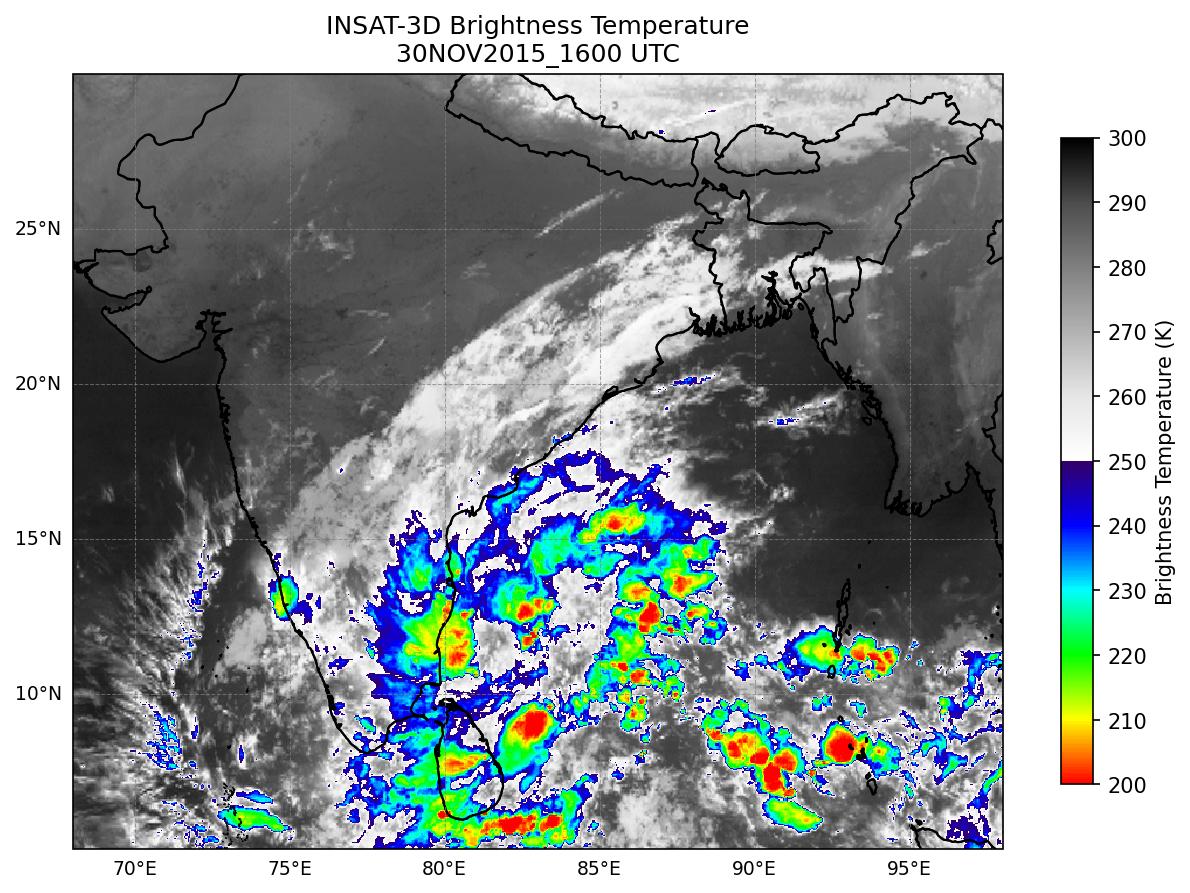 INSAT-3D Brightness Temperature
30NOV2015_1600 UTC
25°N
20°N
15°N
10°N
70°E
75°E
80°E
85°E
90°E
95°E
300
290
280
270
260
250
240
230
220
210
200
Brightness Temperature (K)